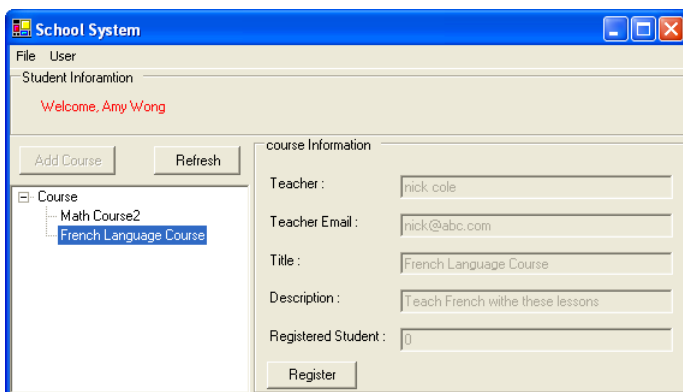 School System
File User
Student Inforamtion
Welcome, Amy Wong
Add Course Refresh
Course
Math Course2
French Language Course
course Information
Teacher : nick cole
Teacher Email : nick@abc.com
Title : French Language Course
Description : Teach French withe these lessons
Registered Student : 0
Register